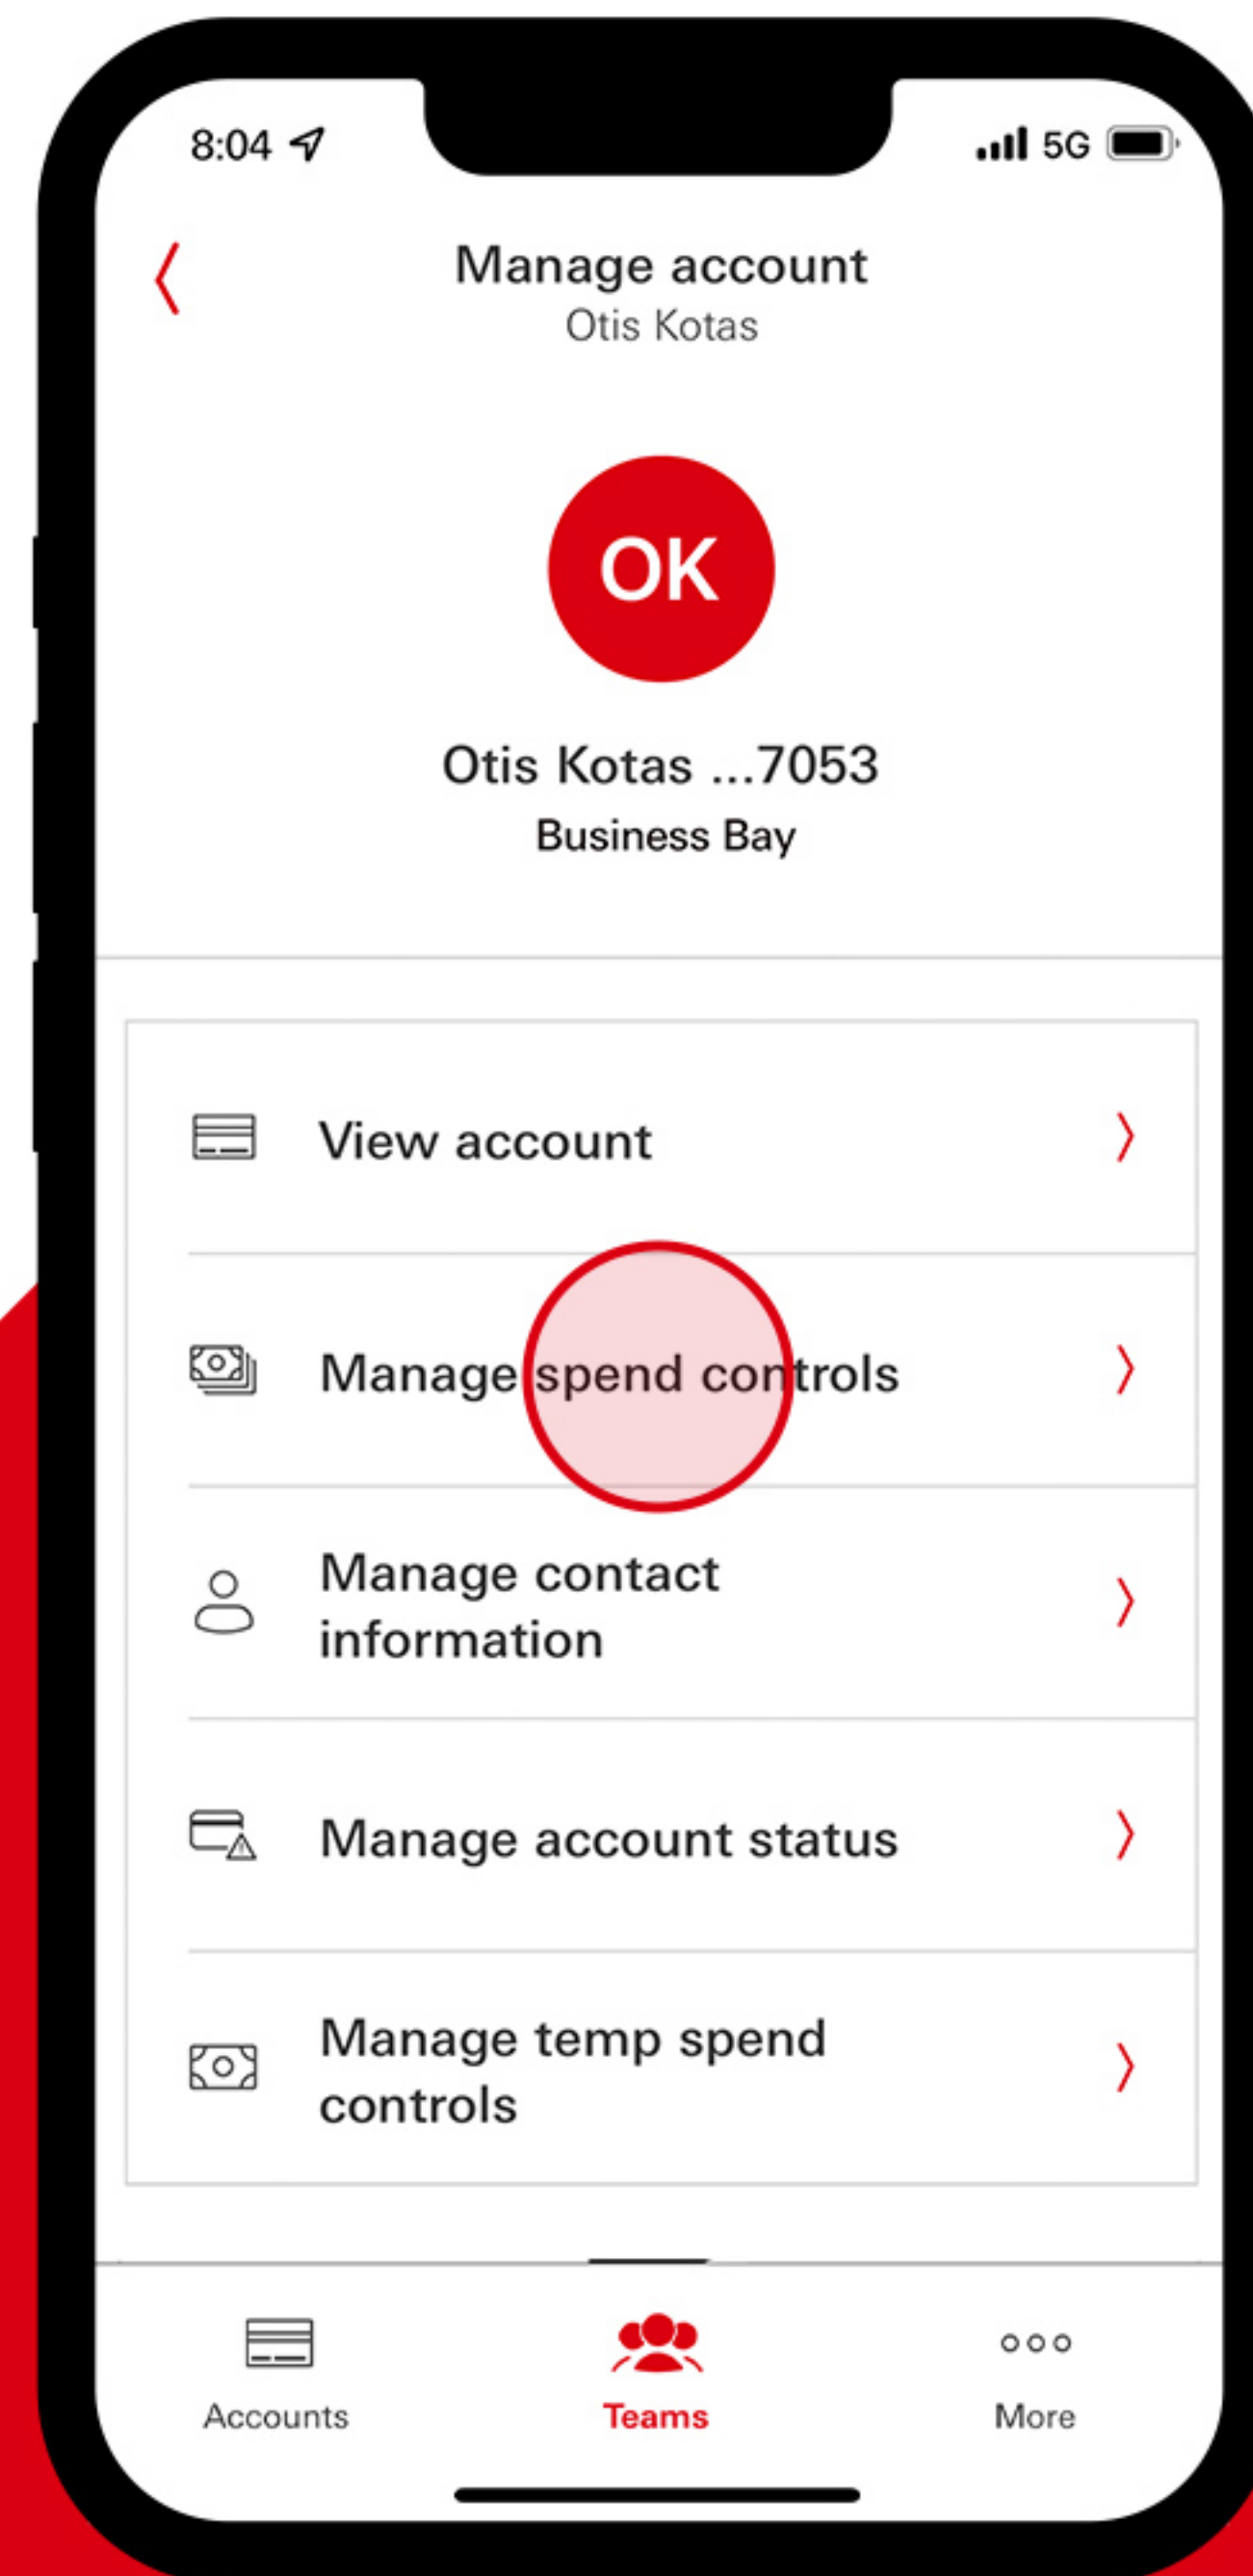 8:04
5G
Manage account
Otis Kotas
OK
Otis Kotas ...7053
Business Bay
View account
Manage spend controls
Manage contact
information
Manage account status
Manage temp spend
controls
Accounts
Teams
More